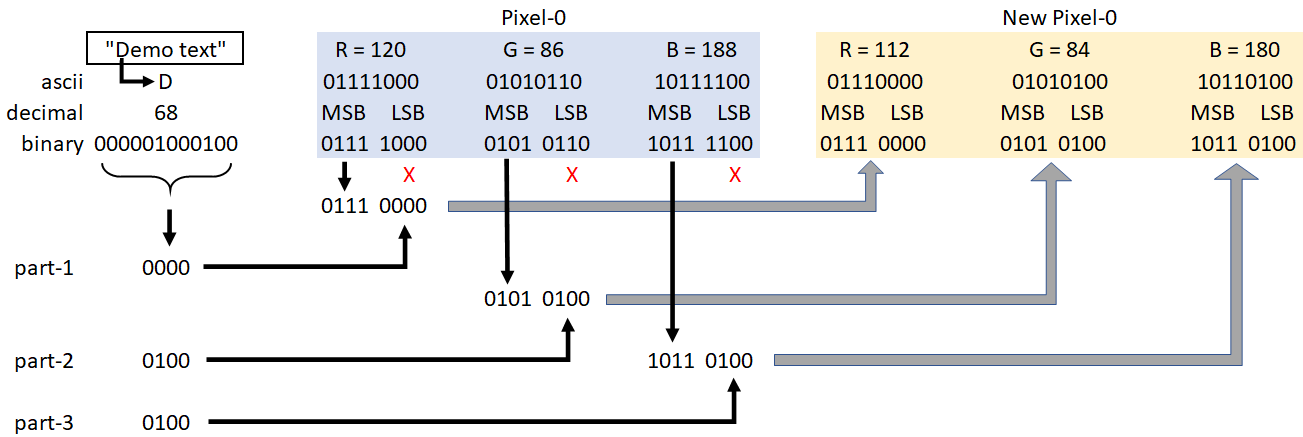 Pixel-0 New Pixel-0
"Demo text" R = 120 G = 86 B = 188 R = 112 G = 84 B = 180
ascii D 01111000 01010110 10111100 01110000 01010100 10110100
decimal 68 MSB LSB MSB LSB MSB LSB MSB LSB MSB LSB MSB LSB
binary 000001000100 0111 1000 0101 0110 1011 1100 0111 0000 0101 0100 1011 0100
X X X
0111 0000
part-1 0000
0101 0100
part-2 0100 1011 0100
part-3 0100